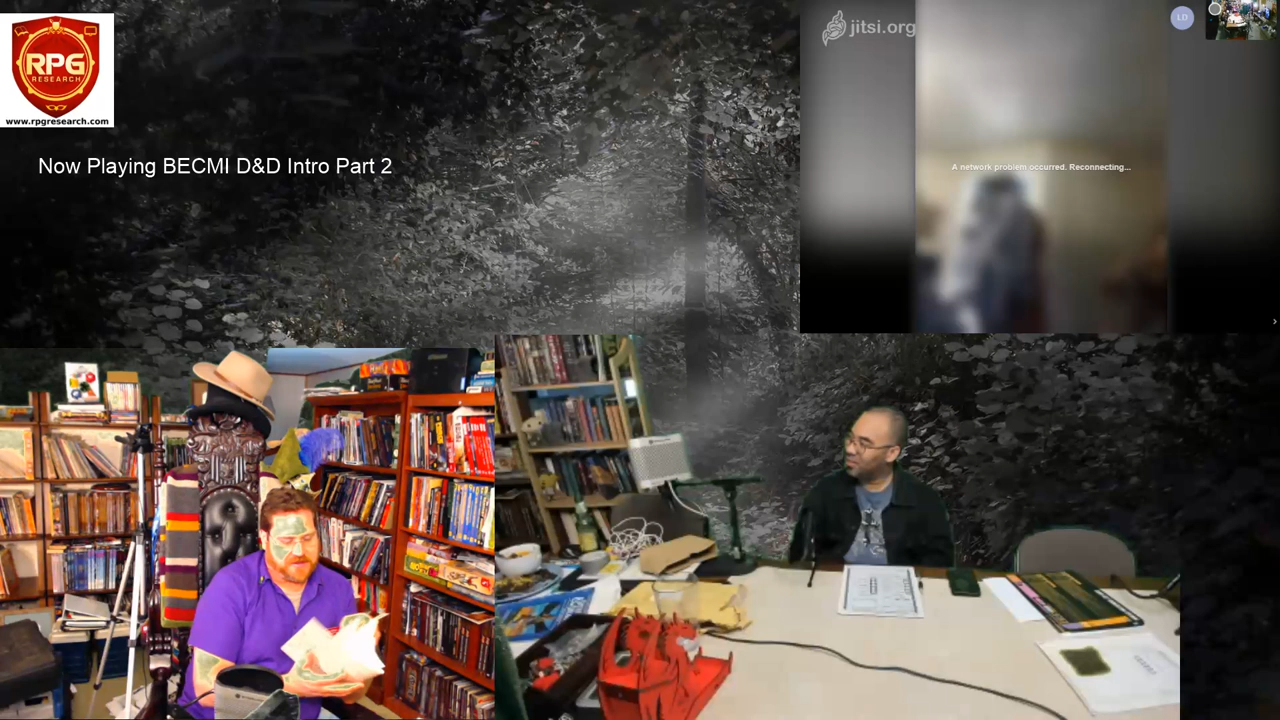 RPG
RESEARCH
www.rpgresearch.com
Now Playing BECMI D&D Intro Part 2
jitsi.org
LD
A network problem occurred. Reconnecting...